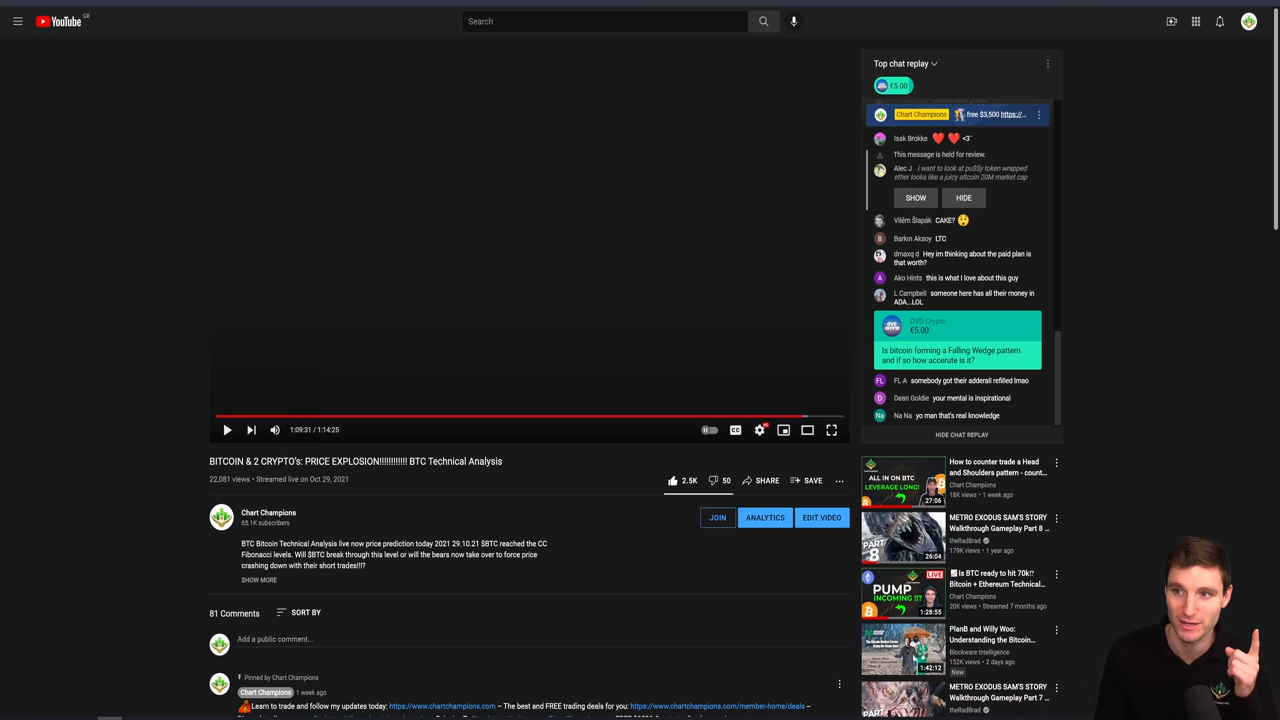 YouTube GB
Search
Top chat replay
€5.00
Chart Champions free $3,500 https://...
Isak Brokke <3
This message is held for review.
Alec J i want to look at pu$$y token wrapped
ether looks like a juicy altcoin 20M market cap
SHOW HIDE
Vilém Šlapák CAKE?
B Barkın Aksoy LTC
dmaxq d Hey im thinking about the paid plan is
that worth?
A Ako Hints this is what I love about this guy
L Campbell someone here has all their money in
ADA...LOL
OVD Crypto
€5.00
Is bitcoin forming a Falling Wedge pattern
and if so how accerute is it?
FL FL A somebody got their adderall refilled lmao
D Dean Goldie your mental is inspirational
Na Na Na yo man that's real knowledge
HIDE CHAT REPLAY
1:09:31 / 1:14:25
CC
BITCOIN & 2 CRYPTO's: PRICE EXPLOSION!!!!!!!!!!!! BTC Technical Analysis
22,081 views • Streamed live on Oct 29, 2021
2.5K 50 SHARE SAVE ...
Chart Champions
65.1K subscribers
JOIN ANALYTICS EDIT VIDEO
BTC Bitcoin Technical Analysis live now price prediction today 2021 29.10.21 $BTC reached the CC
Fibonacci levels. Will $BTC break through this level or will the bears now take over to force price
crashing down with their short trades!!!?
SHOW MORE
81 Comments SORT BY
Add a public comment...
Pinned by Chart Champions
Chart Champions 1 week ago
Learn to trade and follow my updates today: https://www.chartchampions.com – The best and FREE trading deals for you: https://www.chartchampions.com/member-home/deals –
ALL IN ON BTC
LEVERAGE LONG!
27:06
How to counter trade a Head
and Shoulders pattern - count...
Chart Champions
18K views • 1 week ago
PART
8
26:04
METRO EXODUS SAM'S STORY
Walkthrough Gameplay Part 8 ...
theRadBrad
179K views • 1 year ago
LIVE
PUMP
INCOMING !!?
1:28:55
Is BTC ready to hit 70k!?
Bitcoin + Ethereum Technical...
Chart Champions
20K views • Streamed 7 months ago
1:42:12
PlanB and Willy Woo:
Understanding the Bitcoin...
Blockware Intelligence
152K views • 2 days ago
New
PART
METRO EXODUS SAM'S STORY
Walkthrough Gameplay Part 7 ...
theRadBrad